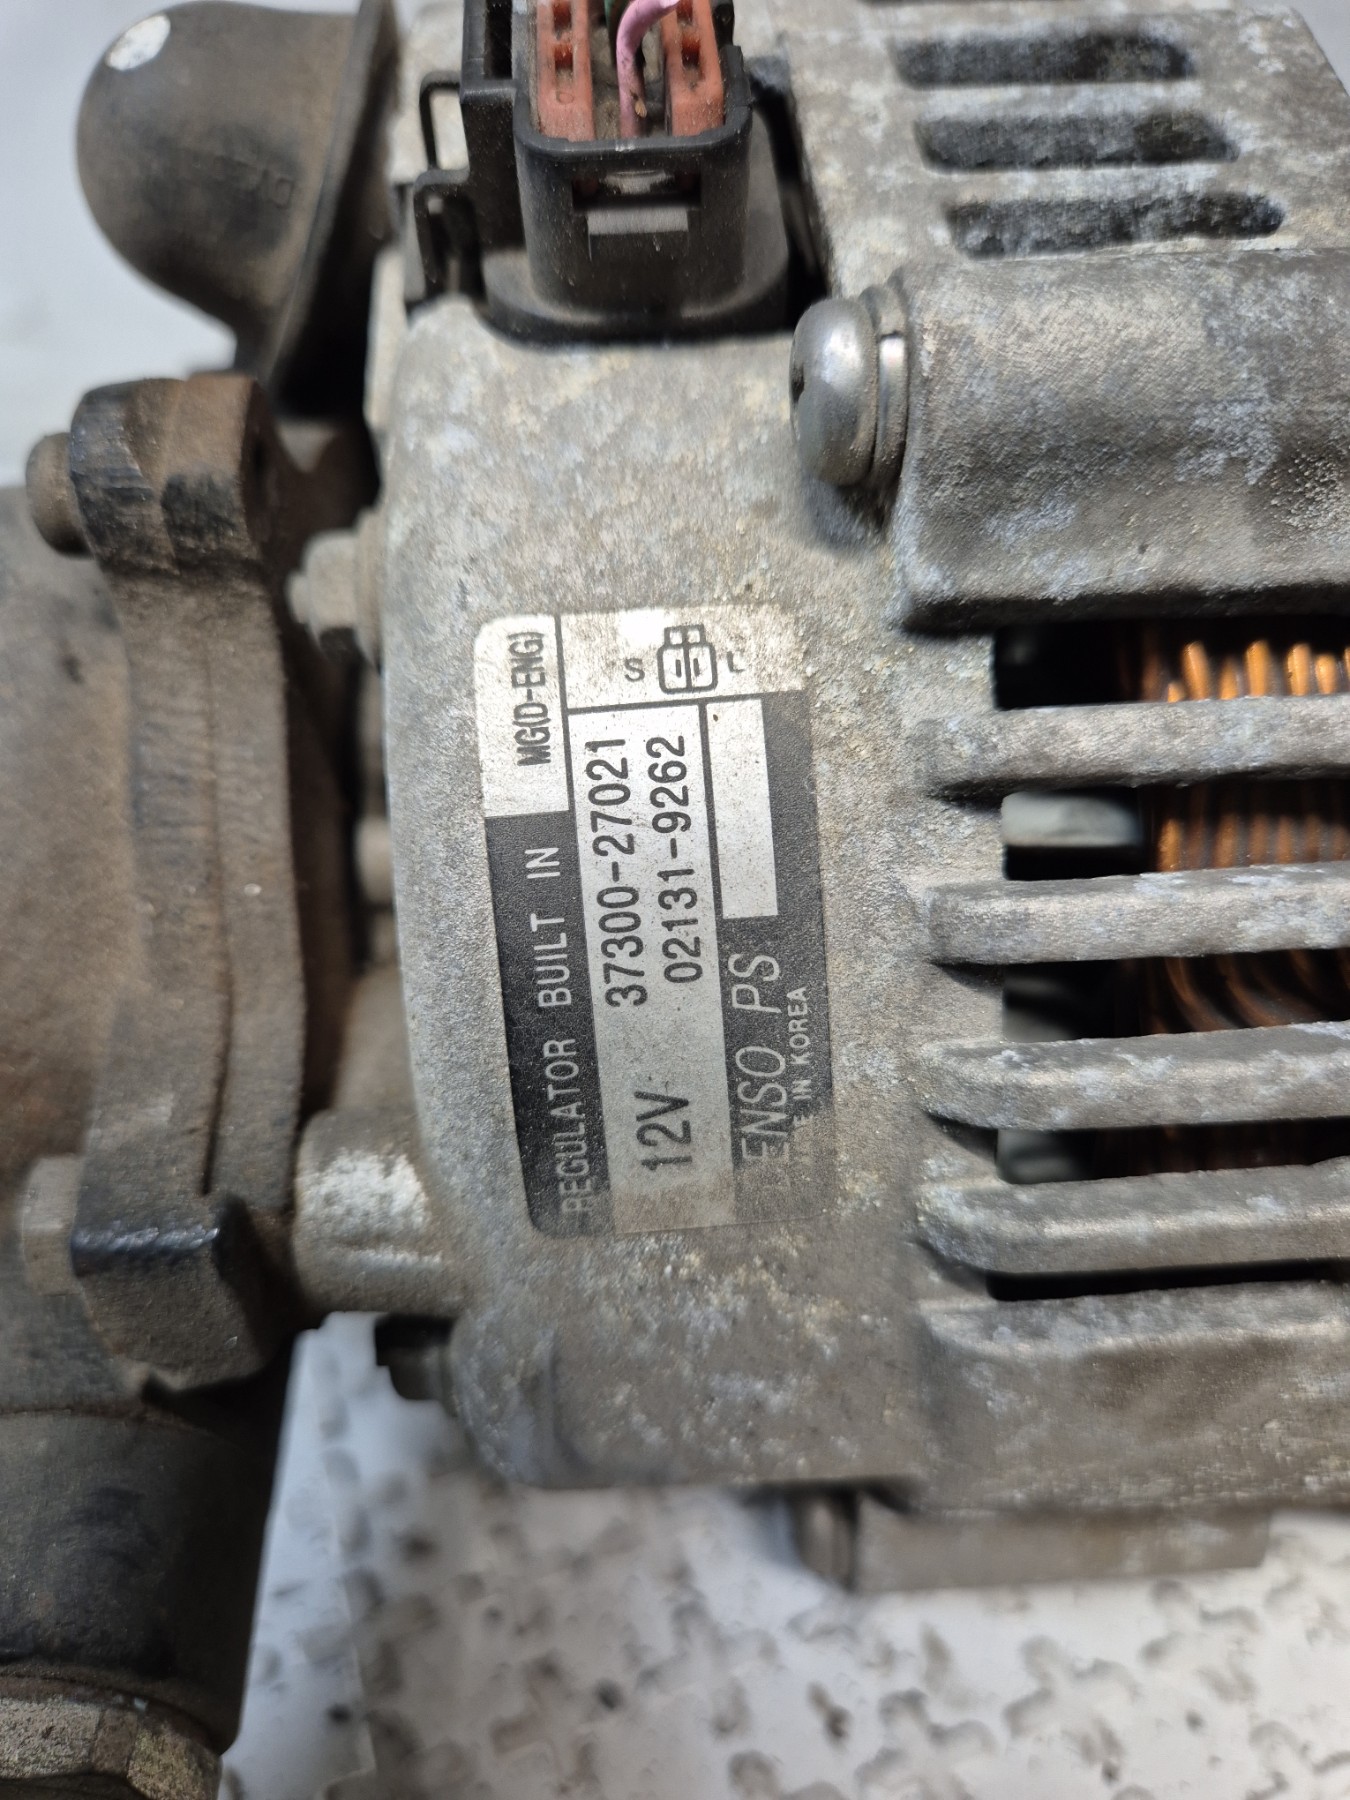 MG(D-ENG)
S L
REGULATOR BUILT IN
12V 37300-27021
02131-9262
ENSO PS
E IN KOREA